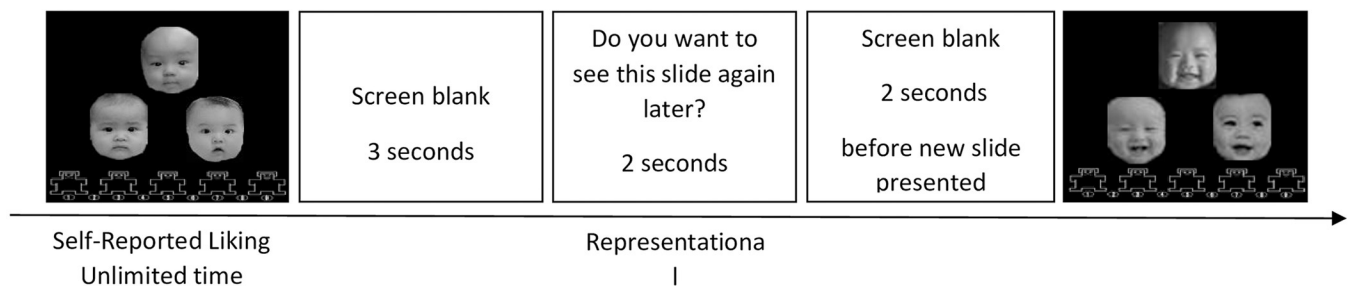 Screen blank
3 seconds
Do you want to
see this slide again
later?
2 seconds
Screen blank
2 seconds
before new slide
presented
Self-Reported Liking
Unlimited time
Representationa
l